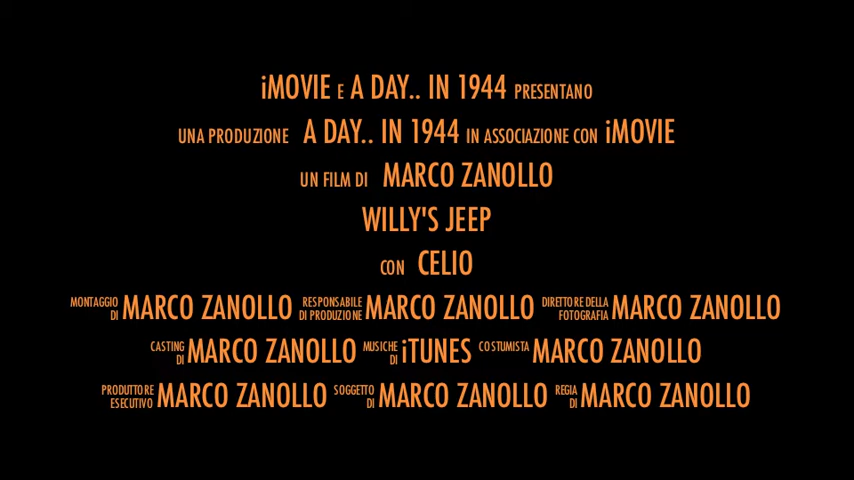 iMOVIE E A DAY.. IN 1944 PRESENTANO
UNA PRODUZIONE A DAY.. IN 1944 IN ASSOCIAZIONE CON iMOVIE
UN FILM DI MARCO ZANOLLO
WILLY'S JEEP
CON CELIO
MONTAGGIO DI MARCO ZANOLLO RESPONSABILE DI PRODUZIONE MARCO ZANOLLO DIRETTORE DELLA FOTOGRAFIA MARCO ZANOLLO
CASTING DI MARCO ZANOLLO MUSICHE DI iTUNES COSTUMISTA MARCO ZANOLLO
PRODUTTORE ESECUTIVO MARCO ZANOLLO SOGGETTO DI MARCO ZANOLLO REGIA DI MARCO ZANOLLO